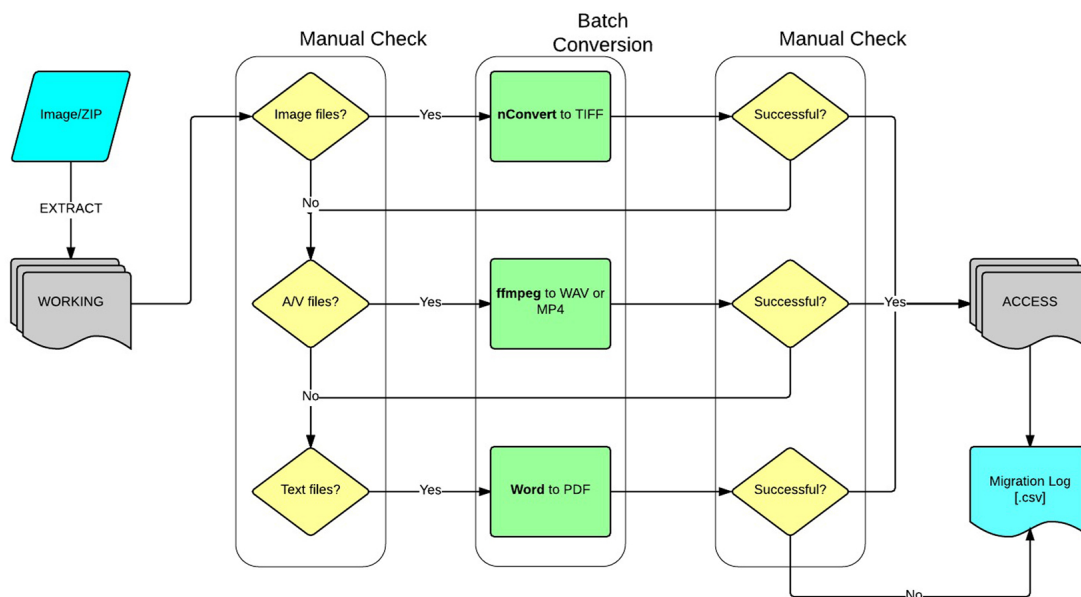 Manual Check
Batch
Conversion
Manual Check
Image/ZIP
Image files?
Yes
nConvert to TIFF
Successful?
EXTRACT
No
WORKING
A/V files?
Yes
ffmpeg to WAV or
MP4
Successful?
Yes
ACCESS
No
Text files?
Yes
Word to PDF
Successful?
Migration Log
[.csv]
No